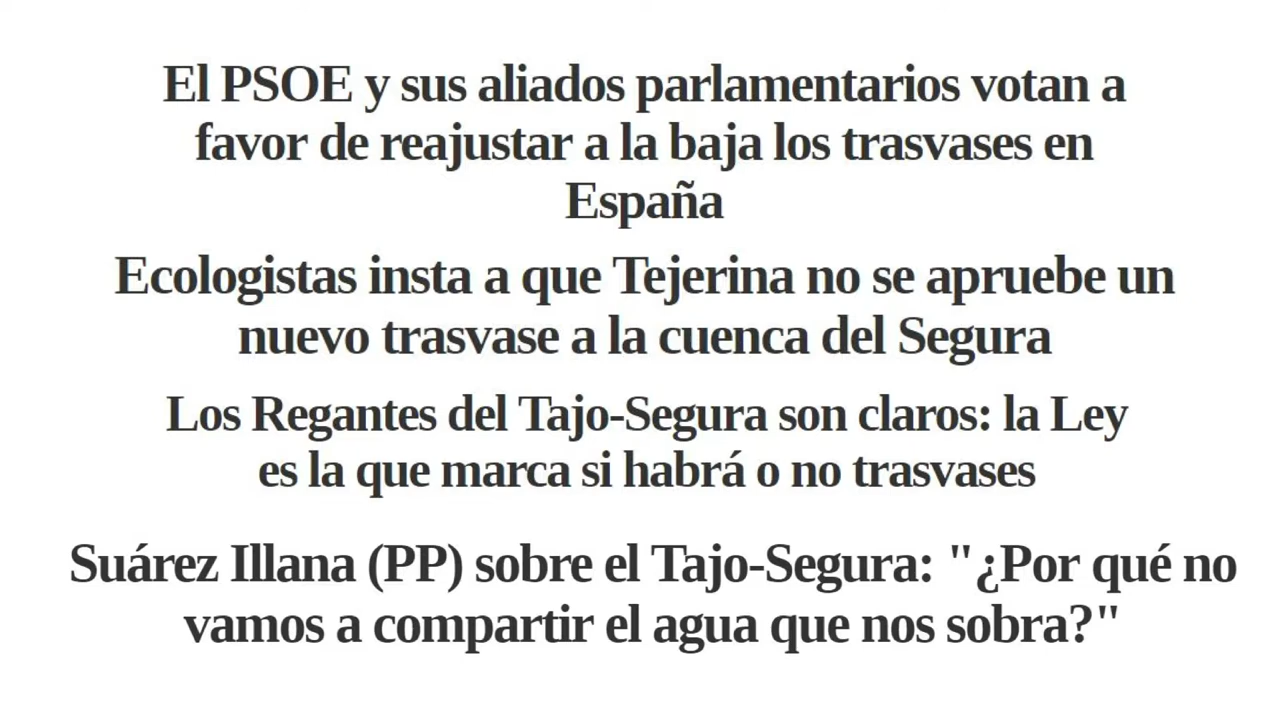 El PSOE y sus aliados parlamentarios votan a
favor de reajustar a la baja los trasvases en
España
Ecologistas insta a que Tejerina no se apruebe un
nuevo trasvase a la cuenca del Segura
Los Regantes del Tajo-Segura son claros: la Ley
es la que marca si habrá o no trasvases
Suárez Illana (PP) sobre el Tajo-Segura: "¿Por qué no
vamos a compartir el agua que nos sobra?"